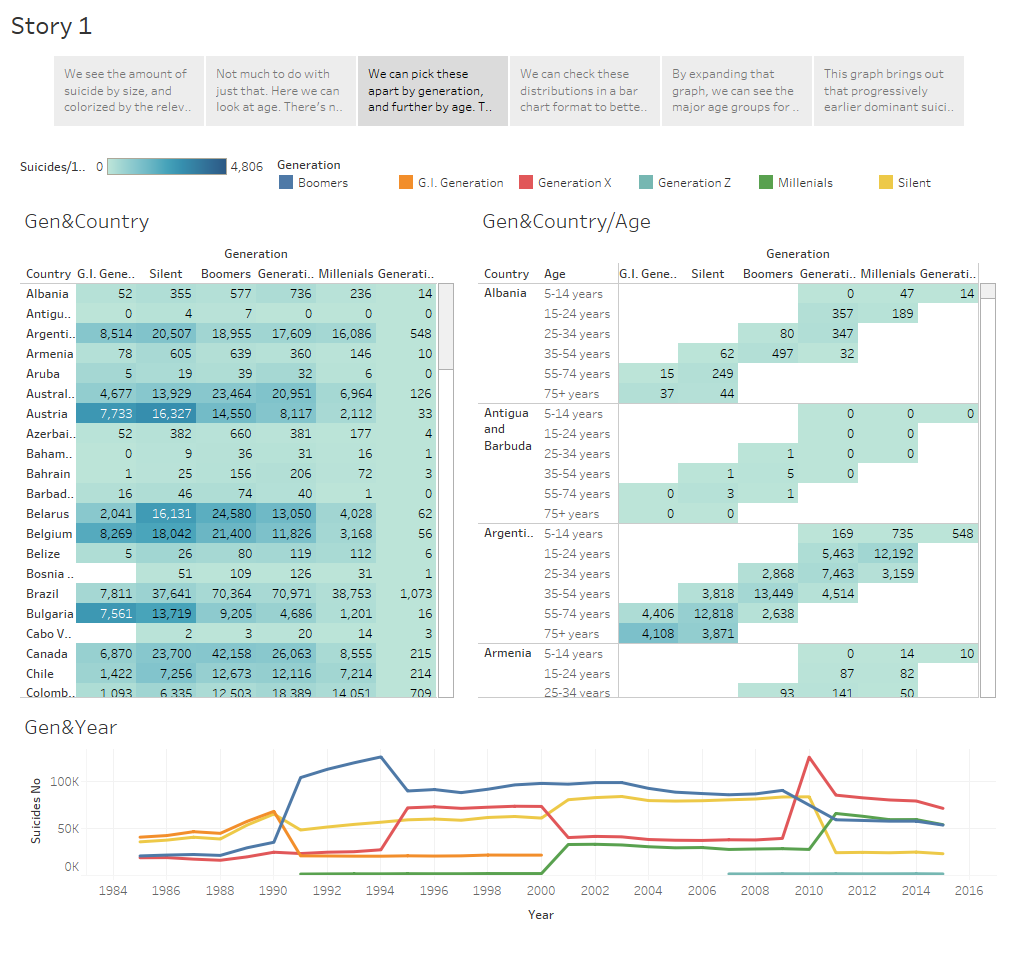 Story 1
We see the amount of
suicide by size, and
colorized by the relev..
Not much to do with
just that. Here we can
look at age. There's n..
We can pick these
apart by generation,
and further by age. T..
We can check these
distributions in a bar
chart format to bette..
By expanding that
graph, we can see the
major age groups for ..
This graph brings out
that progressively
earlier dominant suici..
Suicides/1.. 0 4,806
Generation
Boomers G.I. Generation Generation X Generation Z Millenials Silent
Gen&Country
Generation
Country G.I. Gene.. Silent Boomers Generati.. Millenials Generati..
Albania 52 355 577 736 236 14
Antigu.. 0 4 7 0 0 0
Argenti.. 8,514 20,507 18,955 17,609 16,086 548
Armenia 78 605 639 360 146 10
Aruba 5 19 39 32 6 0
Austral.. 4,677 13,929 23,464 20,951 6,964 126
Austria 7,733 16,327 14,550 8,117 2,112 33
Azerbai.. 52 382 660 381 177 4
Baham.. 0 9 36 31 16 1
Bahrain 1 25 156 206 72 3
Barbad.. 16 46 74 40 1 0
Belarus 2,041 16,131 24,580 13,050 4,028 62
Belgium 8,269 18,042 21,400 11,826 3,168 56
Belize 5 26 80 119 112 6
Bosnia .. 51 109 126 31 1
Brazil 7,811 37,641 70,364 70,971 38,753 1,073
Bulgaria 7,561 13,719 9,205 4,686 1,201 16
Cabo V.. 2 3 20 14 3
Canada 6,870 23,700 42,158 26,063 8,555 215
Chile 1,422 7,256 12,673 12,116 7,214 214
Colomb.. 1,093 6,335 12,503 18,389 14,051 709
Gen&Country/Age
Generation
Country Age G.I. Gene.. Silent Boomers Generati.. Millenials Generati..
Albania 5-14 years 0 47 14
15-24 years 357 189
25-34 years 80 347
35-54 years 62 497 32
55-74 years 15 249
75+ years 37 44
Antigua and Barbuda 5-14 years 0 0 0
15-24 years 0 0
25-34 years 1 0 0
35-54 years 1 5 0
55-74 years 0 3 1
75+ years 0 0
Argenti.. 5-14 years 169 735 548
15-24 years 5,463 12,192
25-34 years 2,868 7,463 3,159
35-54 years 3,818 13,449 4,514
55-74 years 4,406 12,818 2,638
75+ years 4,108 3,871
Armenia 5-14 years 0 14 10
15-24 years 87 82
25-34 years 93 141 50
Gen&Year
Suicides No
100K
50K
0K
1984 1986 1988 1990 1992 1994 1996 1998 2000 2002 2004 2006 2008 2010 2012 2014 2016
Year